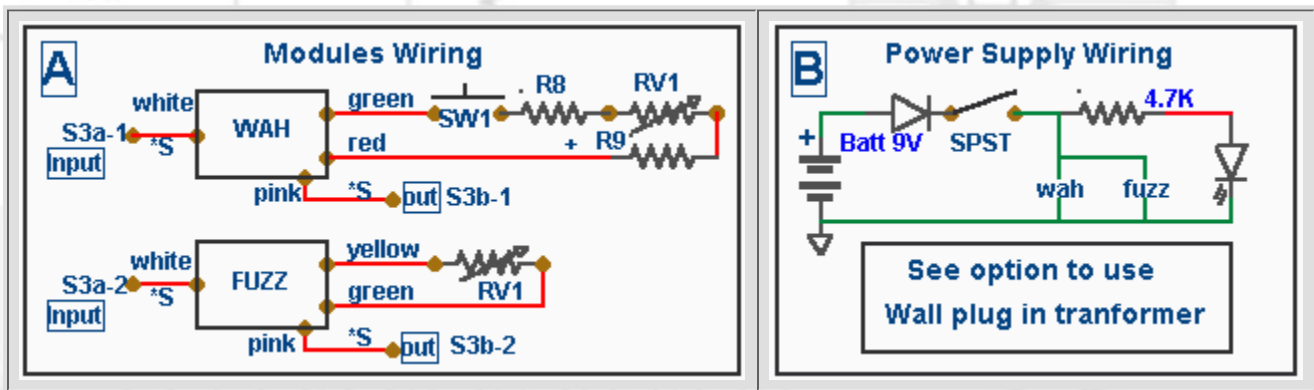 A
Modules Wiring
white
S3a-1
*S
Input
WAH
green
SW1
R8
RV1
red
+
R9
pink
*S
out S3b-1
white
S3a-2
*S
Input
FUZZ
yellow
RV1
green
pink
*S
out S3b-2
B
Power Supply Wiring
+
Batt 9V
SPST
4.7K
wah
fuzz
See option to use
Wall plug in tranformer